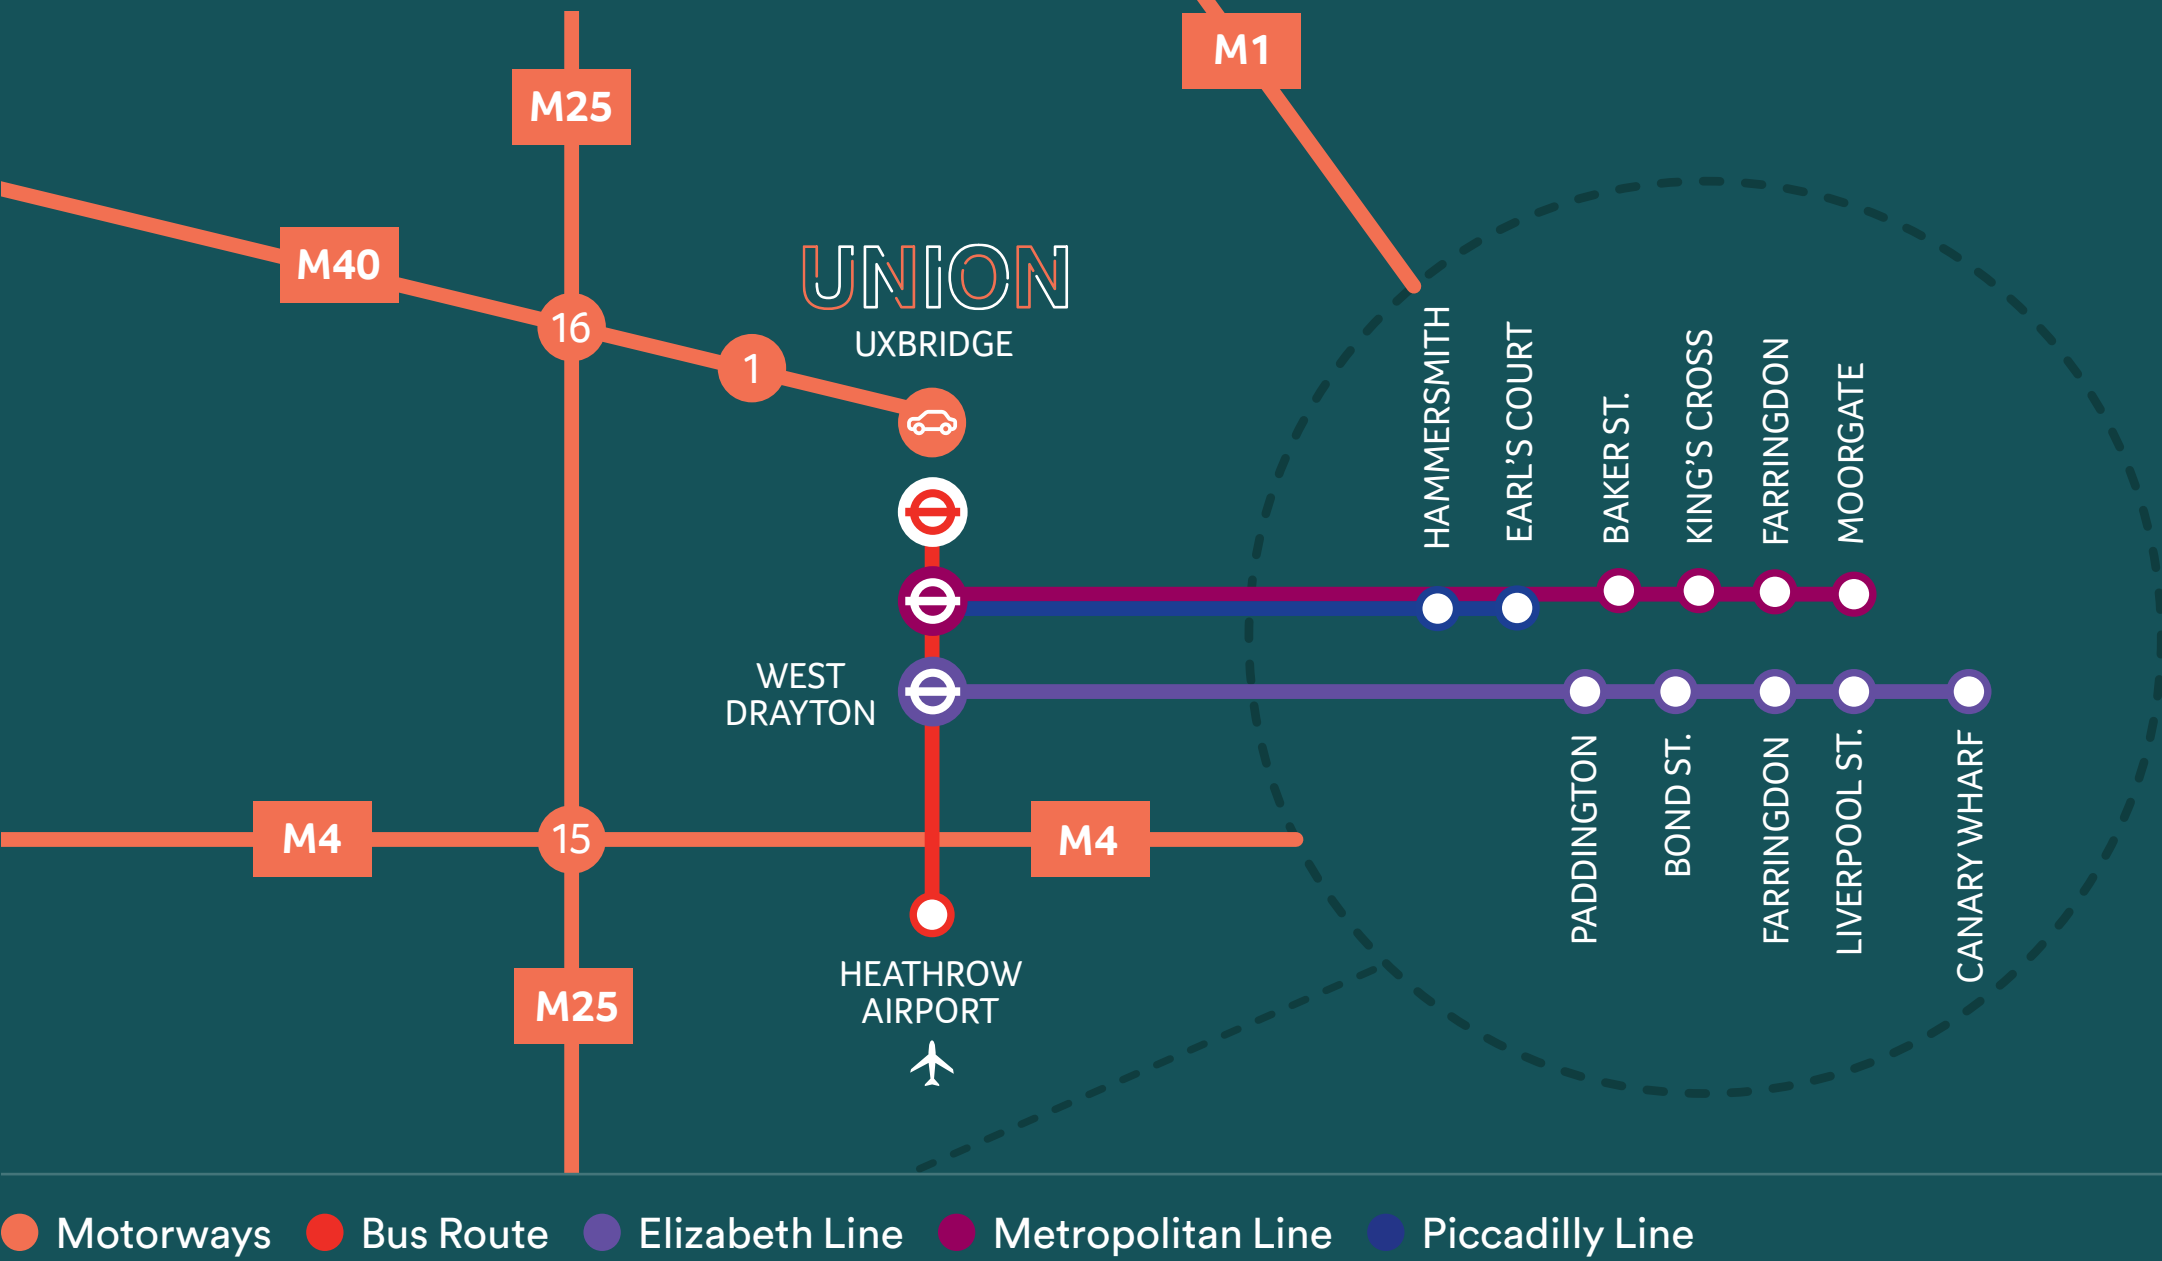 M1
M25
M40
UNION
UXBRIDGE
16
1
HAMMERSMITH
EARL'S COURT
BAKER ST.
KING'S CROSS
FARRINGDON
MOORGATE
WEST
DRAYTON
PADDINGTON
BOND ST.
FARRINGDON
LIVERPOOL ST.
CANARY WHARF
M4
15
M4
HEATHROW
AIRPORT
M25
Motorways
Bus Route
Elizabeth Line
Metropolitan Line
Piccadilly Line